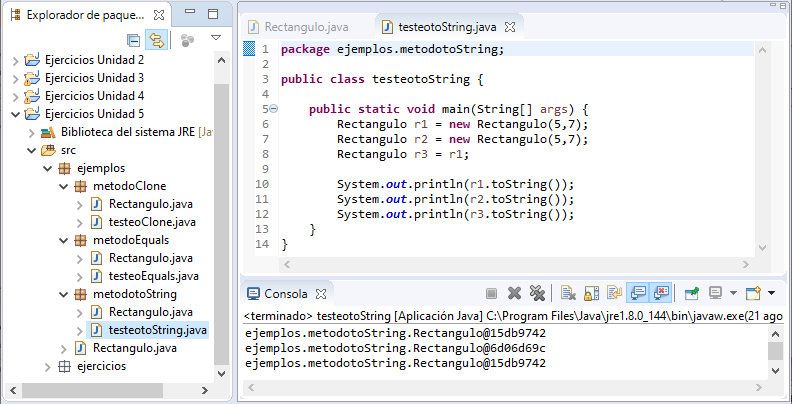 Explorador de paque...
Ejercicios Unidad 2
Ejercicios Unidad 3
Ejercicios Unidad 4
Ejercicios Unidad 5
Biblioteca del sistema JRE [Ja
src
ejemplos
metodoClone
Rectangulo.java
testeoClone.java
metodoEquals
Rectangulo.java
testeoEquals.java
metodotoString
Rectangulo.java
testeotoString.java
Rectangulo.java
ejercicios
Rectangulo.java testeotoString.java
1 package ejemplos.metodotoString;
2
3 public class testeotoString {
4
5 public static void main(String[] args) {
6 Rectangulo r1 = new Rectangulo(5,7);
7 Rectangulo r2 = new Rectangulo(5,7);
8 Rectangulo r3 = r1;
9
10 System.out.println(r1.toString());
11 System.out.println(r2.toString());
12 System.out.println(r3.toString());
13 }
14 }
Consola
<terminado> testeotoString [Aplicación Java] C:\Program Files\Java\jre1.8.0_144\bin\javaw.exe(21 ago
ejemplos.metodotoString.Rectangulo@15db9742
ejemplos.metodotoString.Rectangulo@6d06d69c
ejemplos.metodotoString.Rectangulo@15db9742